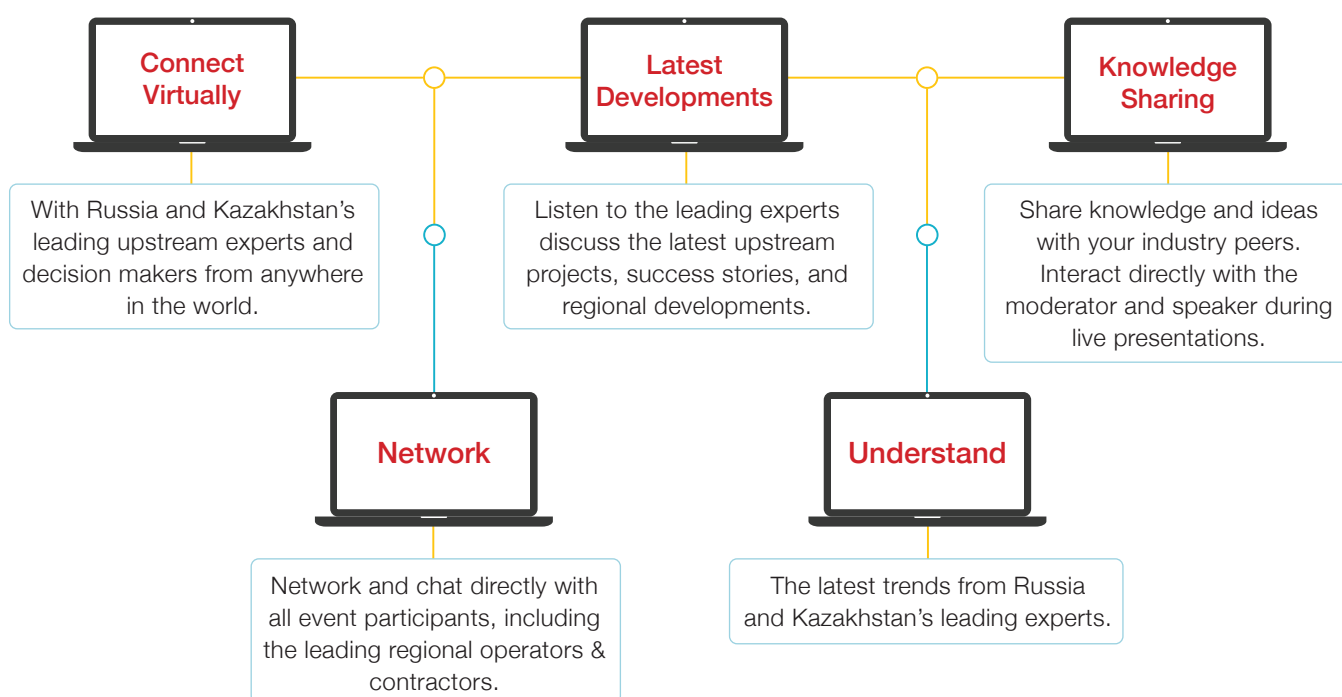 Connect
Virtually
With Russia and Kazakhstan’s
leading upstream experts and
decision makers from anywhere
in the world.
Latest
Developments
Listen to the leading experts
discuss the latest upstream
projects, success stories, and
regional developments.
Knowledge
Sharing
Share knowledge and ideas
with your industry peers.
Interact directly with the
moderator and speaker during
live presentations.
Network
Network and chat directly with
all event participants, including
the leading regional operators &
contractors.
Understand
The latest trends from Russia
and Kazakhstan’s leading experts.